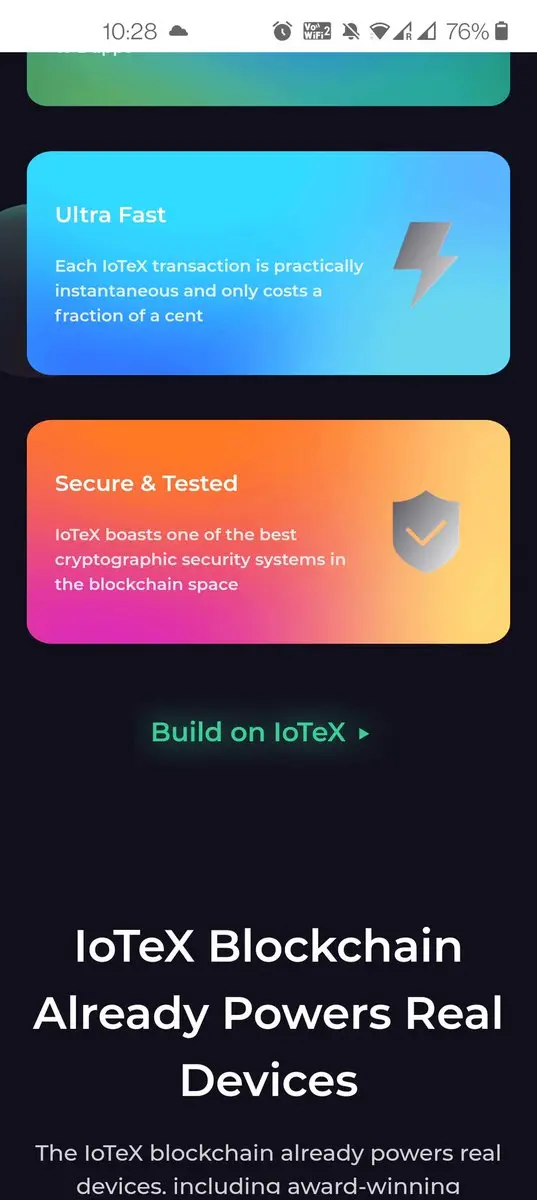 10:28
Vo
WiFi2
R
76%
Ultra Fast
Each IoTeX transaction is practically
instantaneous and only costs a
fraction of a cent
Secure & Tested
IoTeX boasts one of the best
cryptographic security systems in
the blockchain space
Build on IoTeX
IoTeX Blockchain
Already Powers Real
Devices
The IoTeX blockchain already powers real
devices, including award-winning